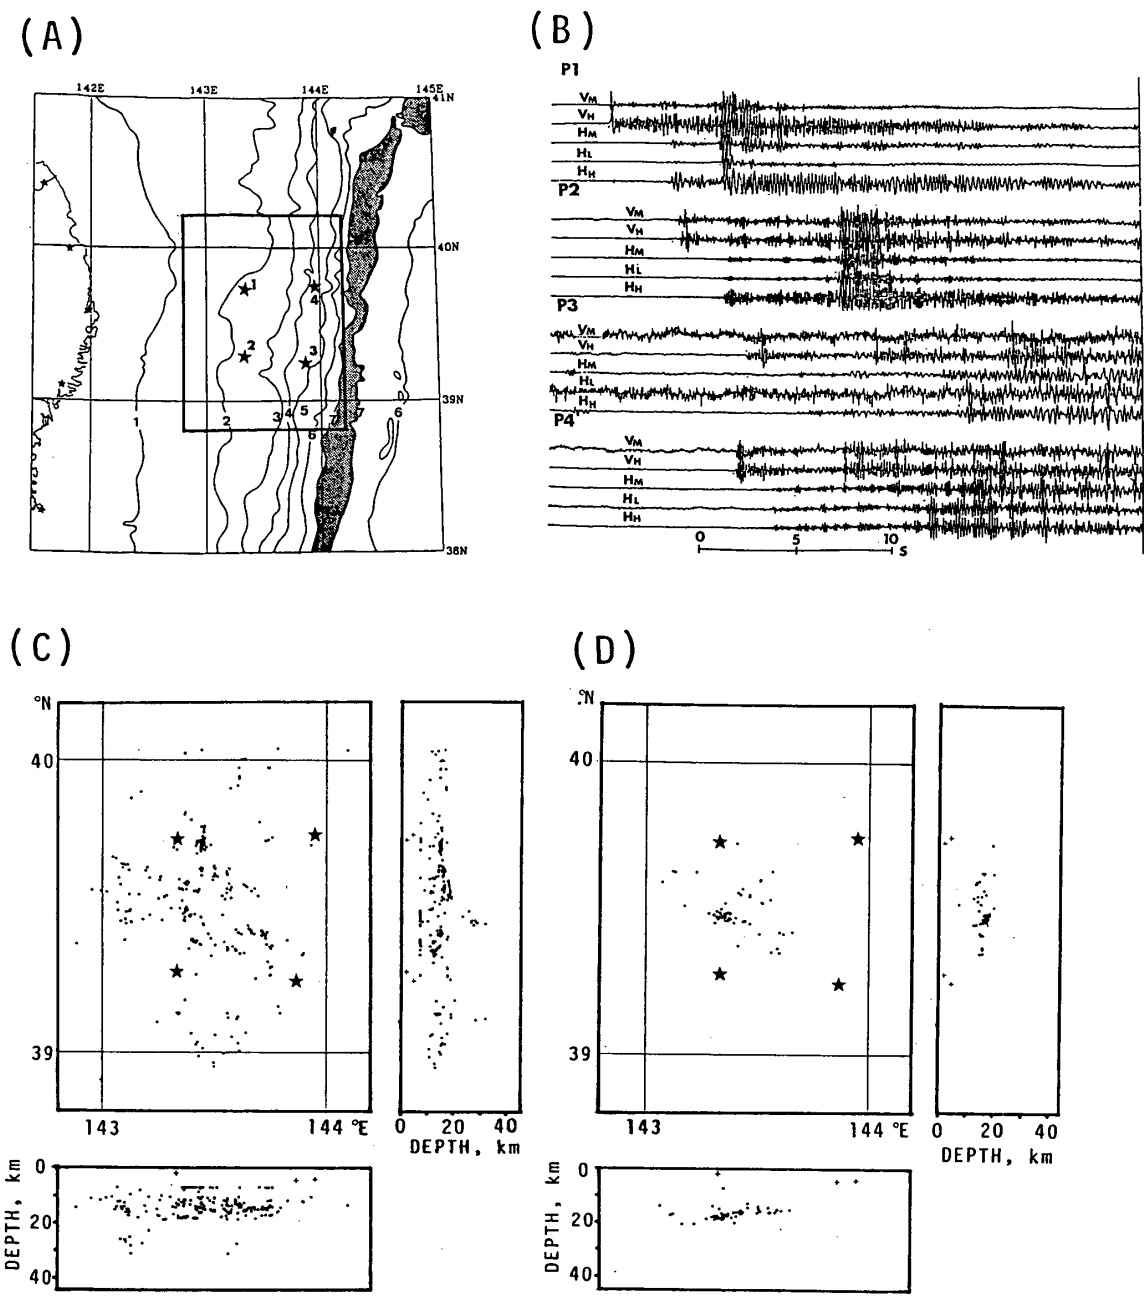 (A)
142E 143E 144E 145E
41N
1
4
40N
2
3
39N
1 2 3 4 5 6 7 7 6
38N
(B)
P1
VM
VH
HM
HL
HH
P2
VM
VH
HM
HL
HH
P3
VM
VH
HM
HL
HH
P4
VM
VH
HM
HL
HH
0 5 10 S
(C)
°N
40
39
143 144 °E
0 20 40
DEPTH, km
0
20
40
DEPTH, km
(D)
°N
40
39
143 144 °E
0 20 40
DEPTH, km
0
20
40
DEPTH, km